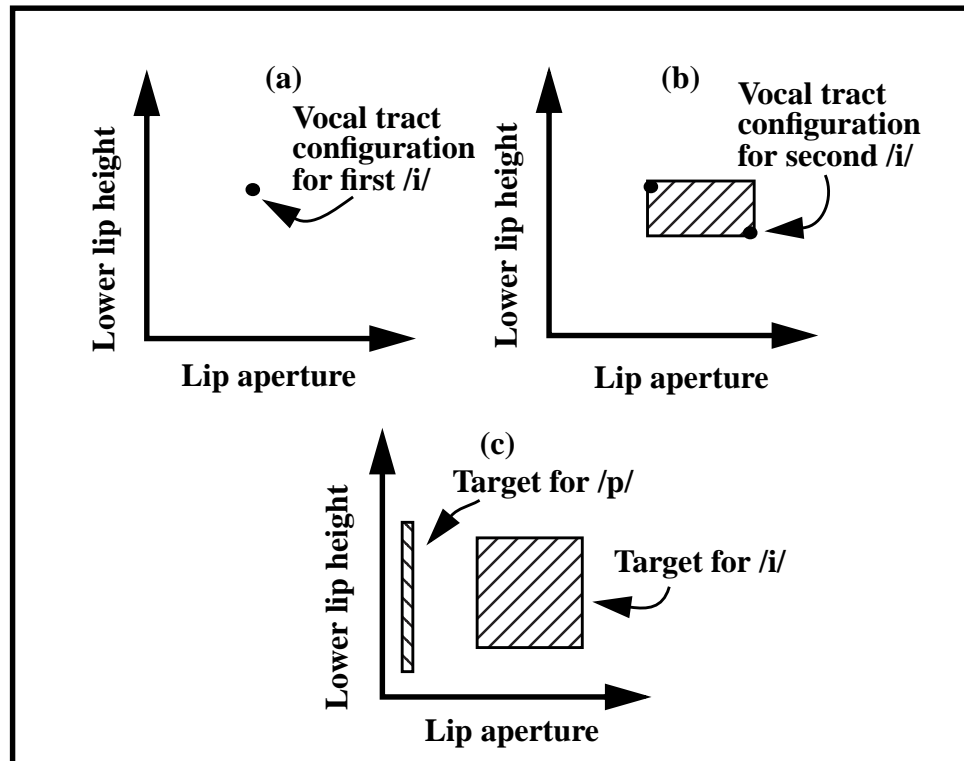 (a)
Vocal tract
configuration
for first /i/
Lower lip height
Lip aperture
(b)
Vocal tract
configuration
for second /i/
Lower lip height
Lip aperture
(c)
Target for /p/
Target for /i/
Lower lip height
Lip aperture